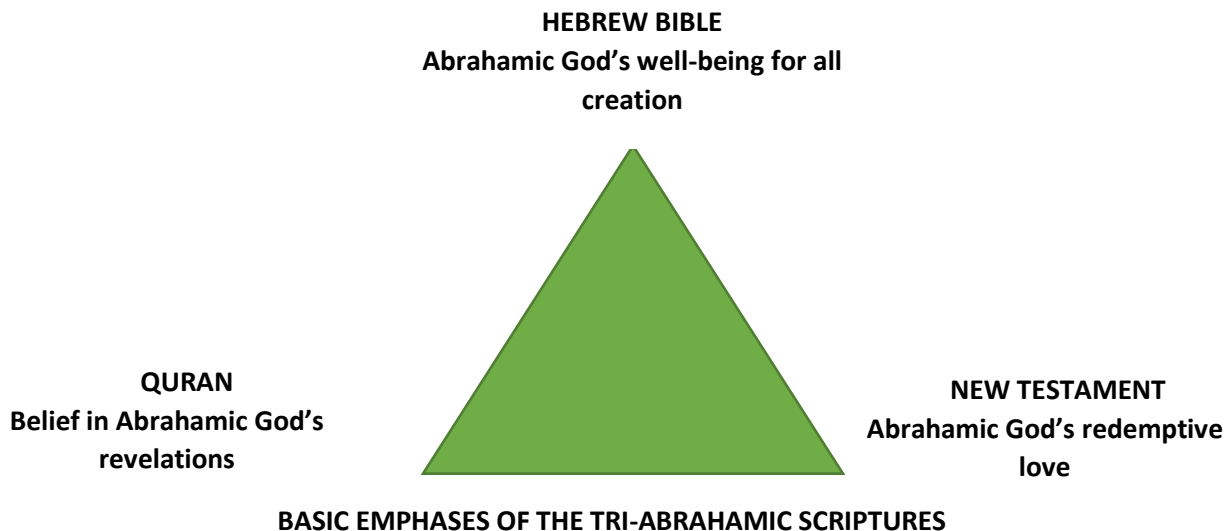 HEBREW BIBLE
Abrahamic God’s well-being for all
creation
QURAN
Belief in Abrahamic God’s
revelations
NEW TESTAMENT
Abrahamic God’s redemptive
love
BASIC EMPHASES OF THE TRI-ABRAHAMIC SCRIPTURES